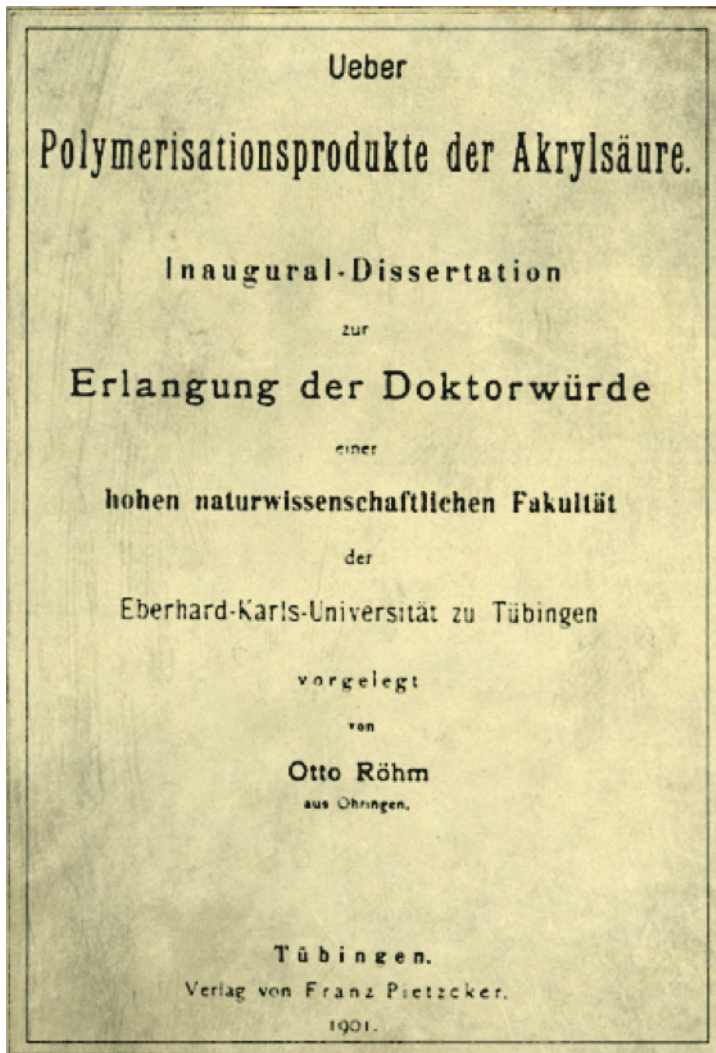 Ueber
Polymerisationsprodukte der Akrylsäure.
Inaugural-Dissertation
zur
Erlangung der Doktorwürde
einer
hohen naturwissenschaftlichen Fakultät
der
Eberhard-Karls-Universität zu Tübingen
vorgelegt
von
Otto Röhm
aus Öhringen.
Tübingen.
Verlag von Franz Pietzcker.
1901.